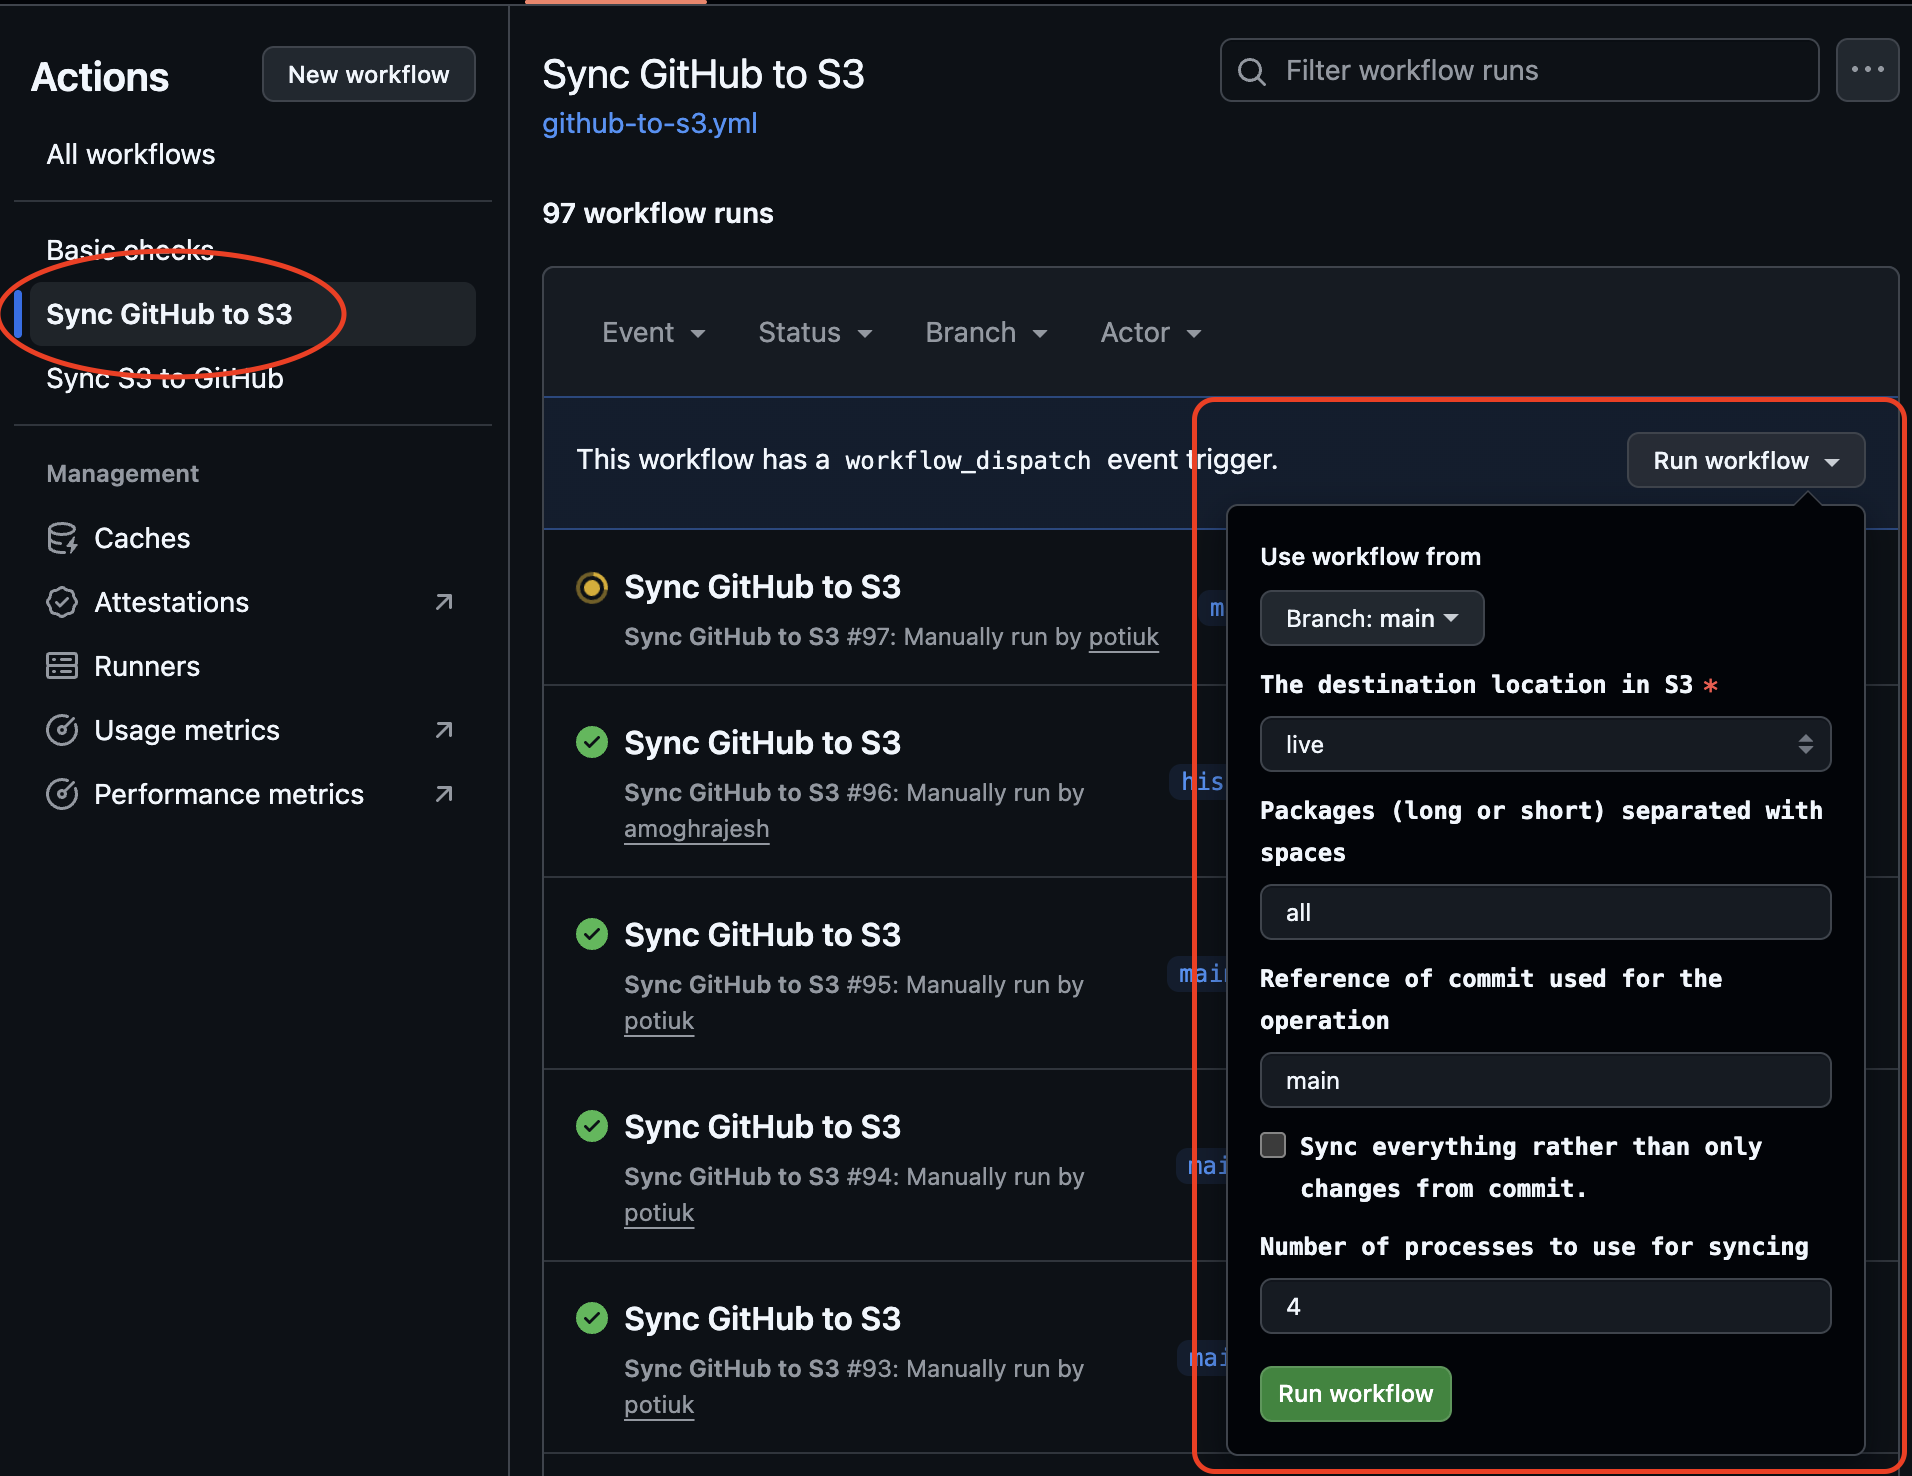 Actions
New workflow
All workflows
Basic checks
Sync GitHub to S3
Sync S3 to GitHub
Management
Caches
Attestations
Runners
Usage metrics
Performance metrics
Sync GitHub to S3
github-to-s3.yml
Filter workflow runs
97 workflow runs
Event
Status
Branch
Actor
This workflow has a workflow_dispatch event trigger.
Run workflow
Sync GitHub to S3
Sync GitHub to S3 #97: Manually run by potiuk
Sync GitHub to S3
Sync GitHub to S3 #96: Manually run by
amoghrajesh
Sync GitHub to S3
Sync GitHub to S3 #95: Manually run by
potiuk
Sync GitHub to S3
Sync GitHub to S3 #94: Manually run by
potiuk
Sync GitHub to S3
Sync GitHub to S3 #93: Manually run by
potiuk
Use workflow from
Branch: main
The destination location in S3 *
live
Packages (long or short) separated with
spaces
all
Reference of commit used for the
operation
main
Sync everything rather than only
changes from commit.
Number of processes to use for syncing
4
Run workflow